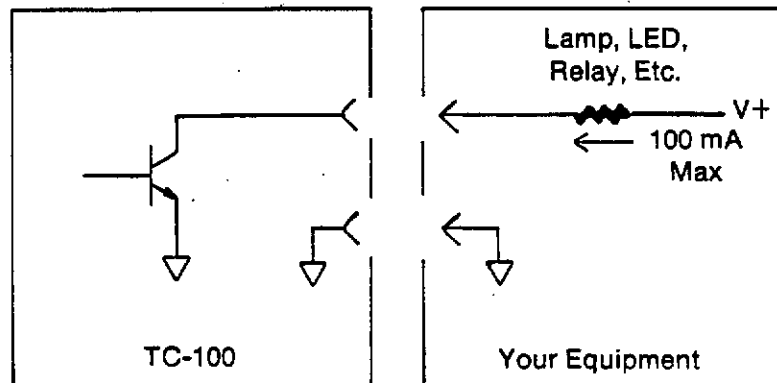 Lamp, LED,
Relay, Etc.
V+
100 mA
Max
TC-100
Your Equipment